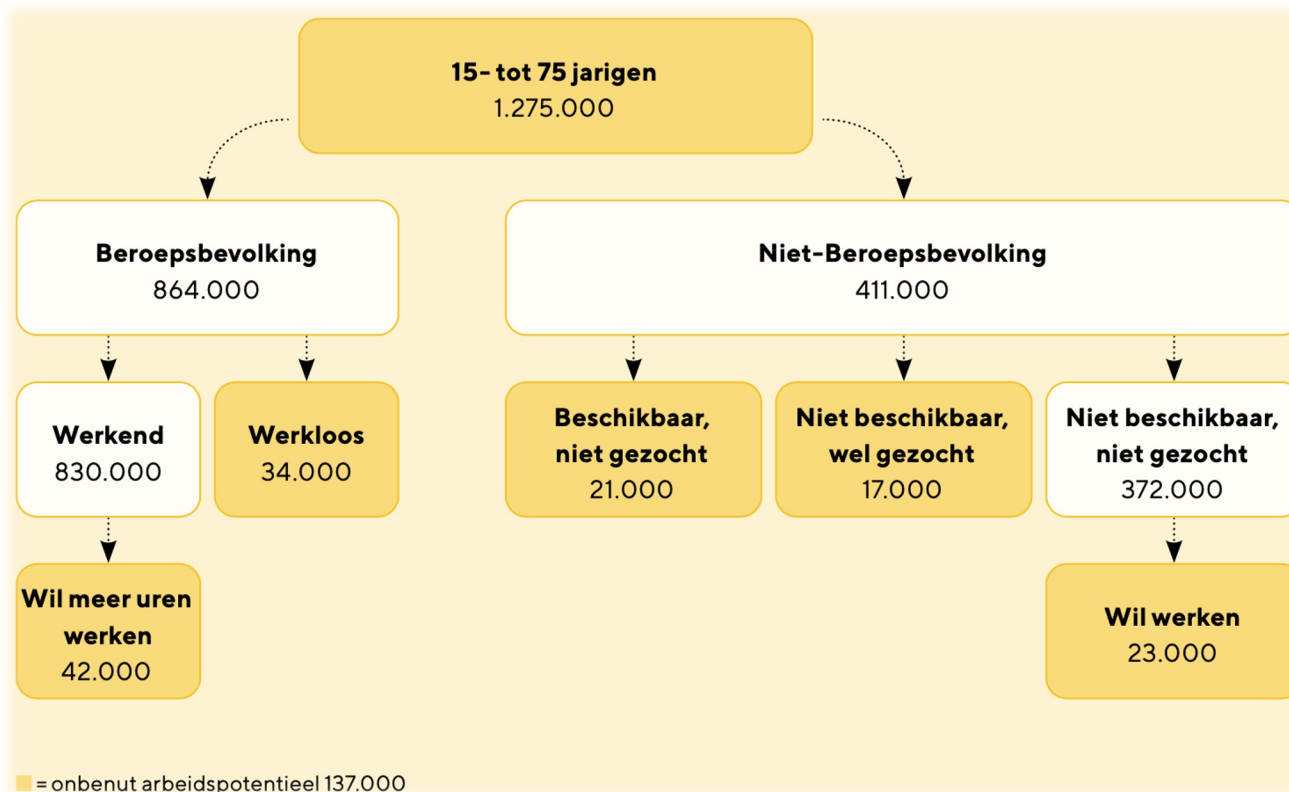 15- tot 75 jarigen
1.275.000
Beroepsbevolking
864.000
Niet-Beroepsbevolking
411.000
Werkend
830.000
Werkloos
34.000
Beschikbaar,
niet gezocht
21.000
Niet beschikbaar,
wel gezocht
17.000
Niet beschikbaar,
niet gezocht
372.000
Wil meer uren
werken
42.000
Wil werken
23.000
= onbenut arbeidspotentieel 137.000